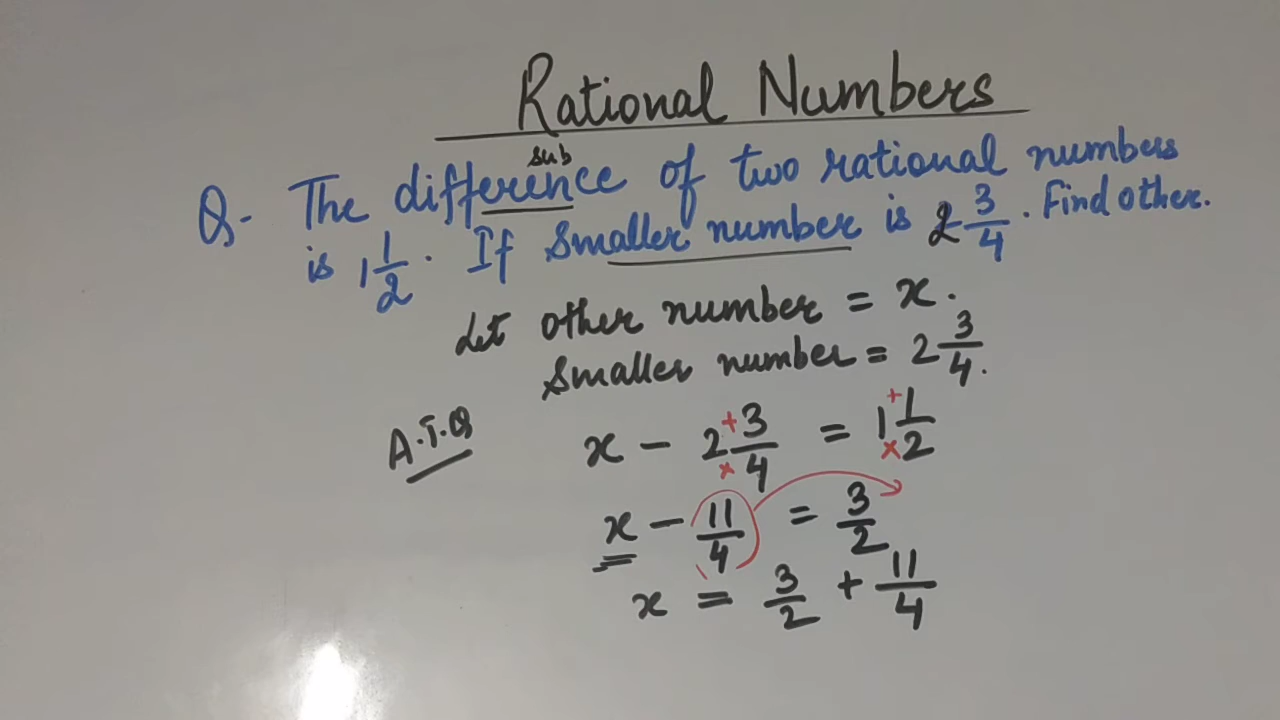 Rational Numbers
sub
Q- The difference of two rational numbers
is 1 1/2. If smaller number is 2 3/4. Find other.
Let other number = x.
Smaller number = 2 3/4.
A.T.Q x - 2 + 3/4 × = 1 + 1/2 ×
x - 11/4 = 3/2
x = 3/2 + 11/4